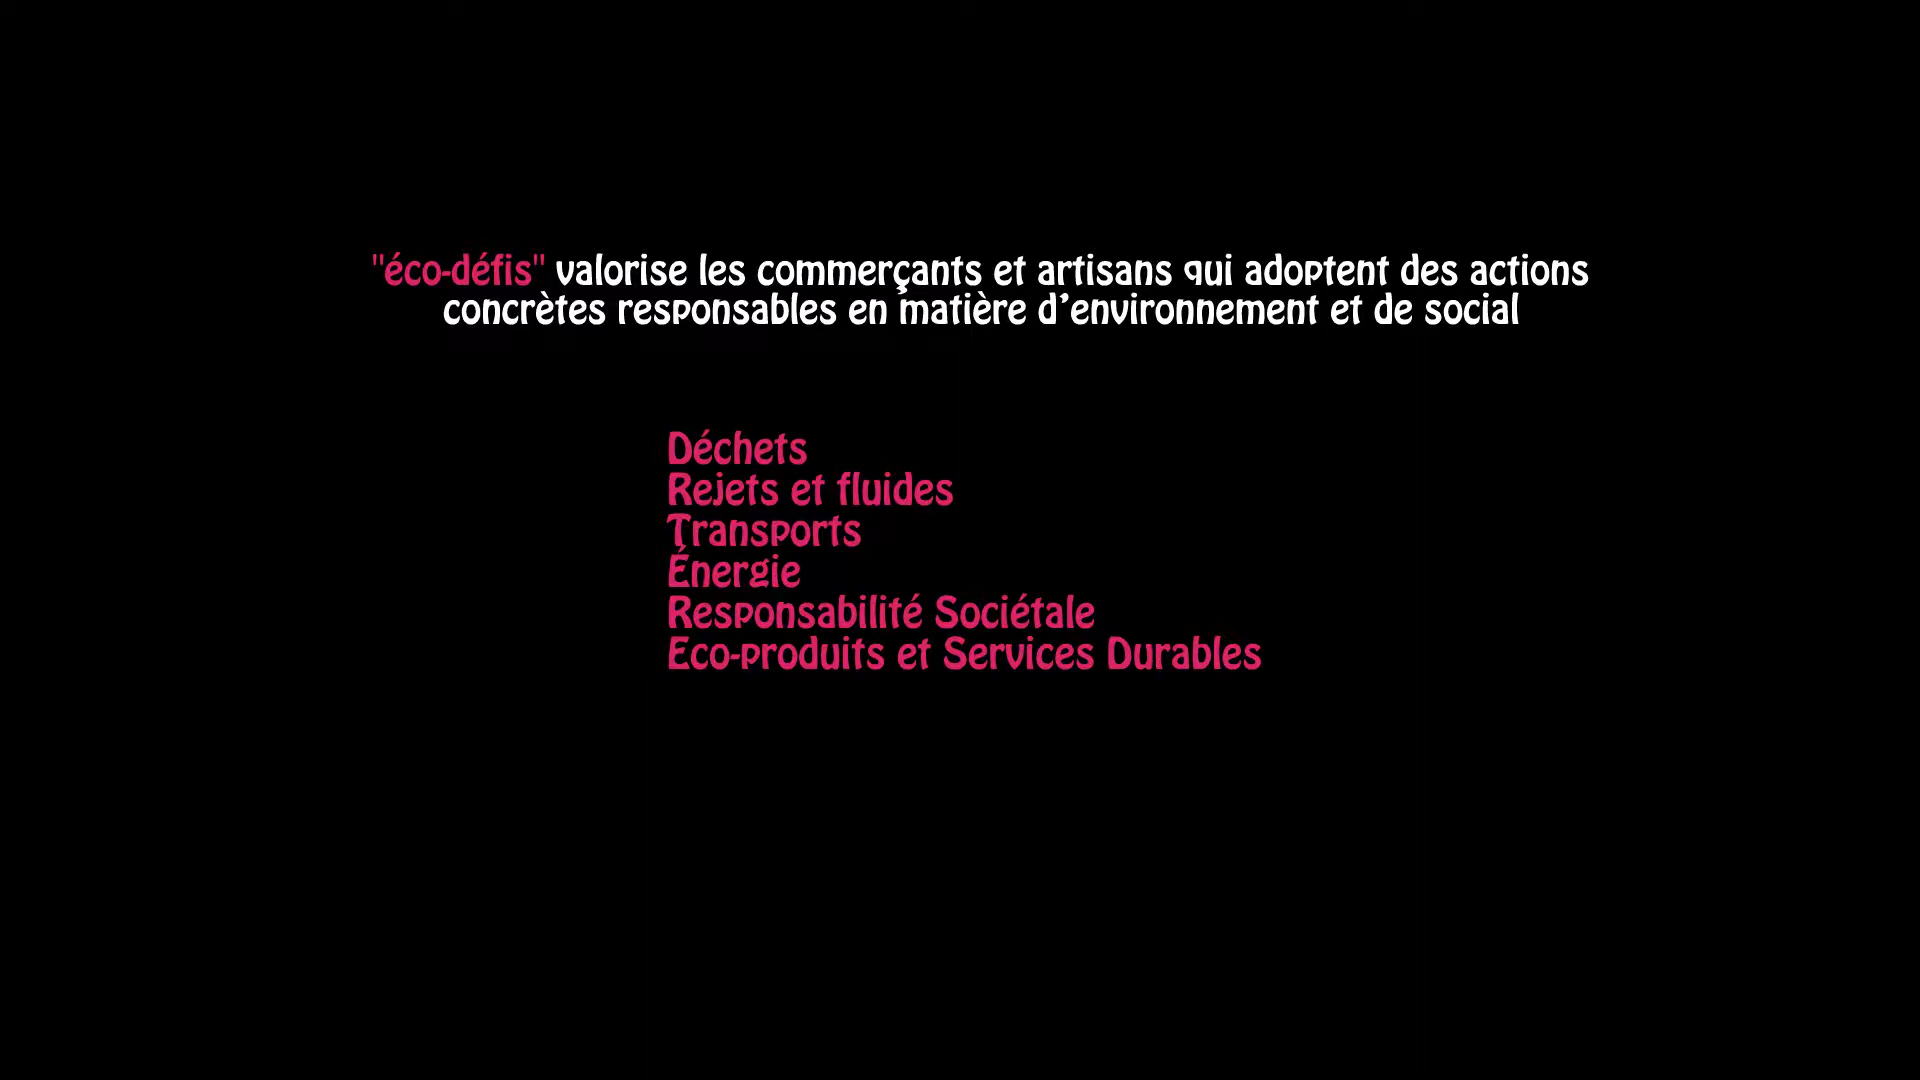 "éco-défis" valorise les commerçants et artisans qui adoptent des actions
concrètes responsables en matière d’environnement et de social
Déchets
Rejets et fluides
Transports
Énergie
Responsabilité Sociétale
Eco-produits et Services Durables